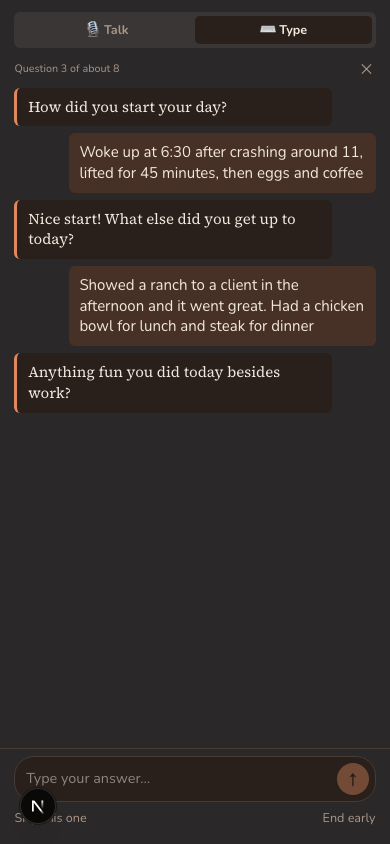 Talk
Type
Question 3 of about 8
How did you start your day?
Woke up at 6:30 after crashing around 11,
lifted for 45 minutes, then eggs and coffee
Nice start! What else did you get up to
today?
Showed a ranch to a client in the
afternoon and it went great. Had a chicken
bowl for lunch and steak for dinner
Anything fun you did today besides
work?
Type your answer...
N
one
End early